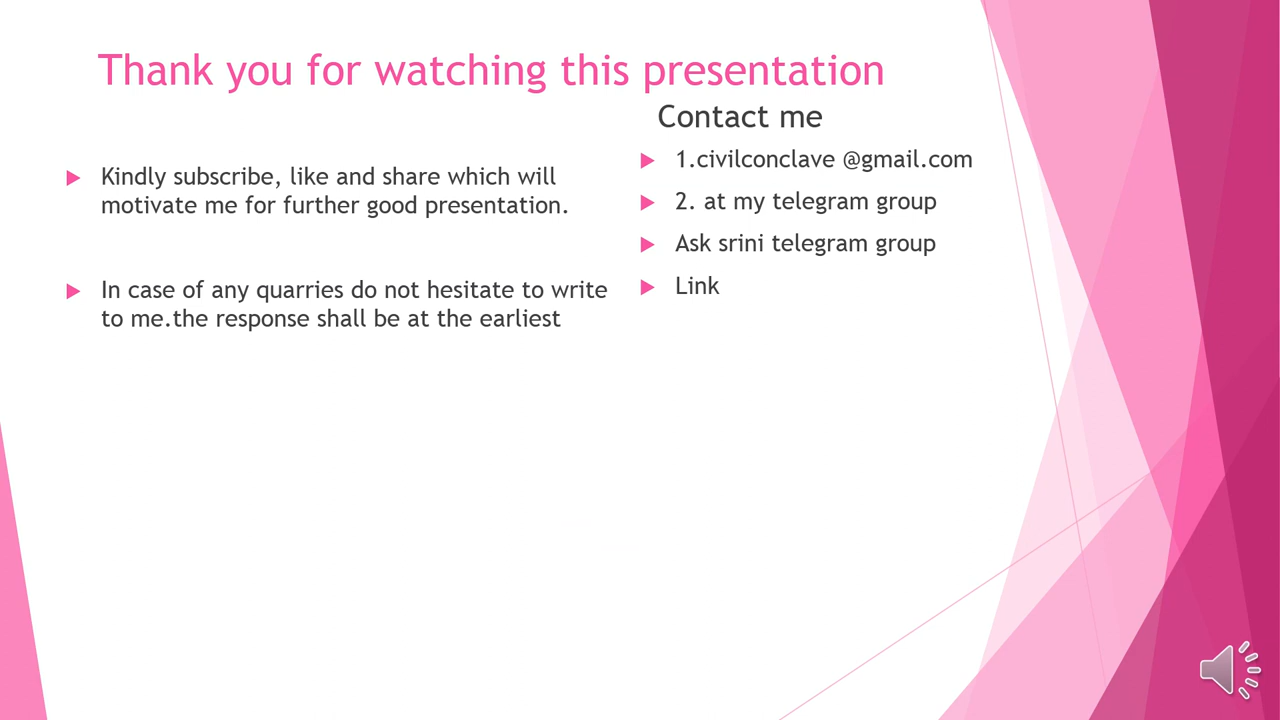 Thank you for watching this presentation
Kindly subscribe, like and share which will
motivate me for further good presentation.
In case of any quarries do not hesitate to write
to me.the response shall be at the earliest
Contact me
1.civilconclave @gmail.com
2. at my telegram group
Ask srini telegram group
Link